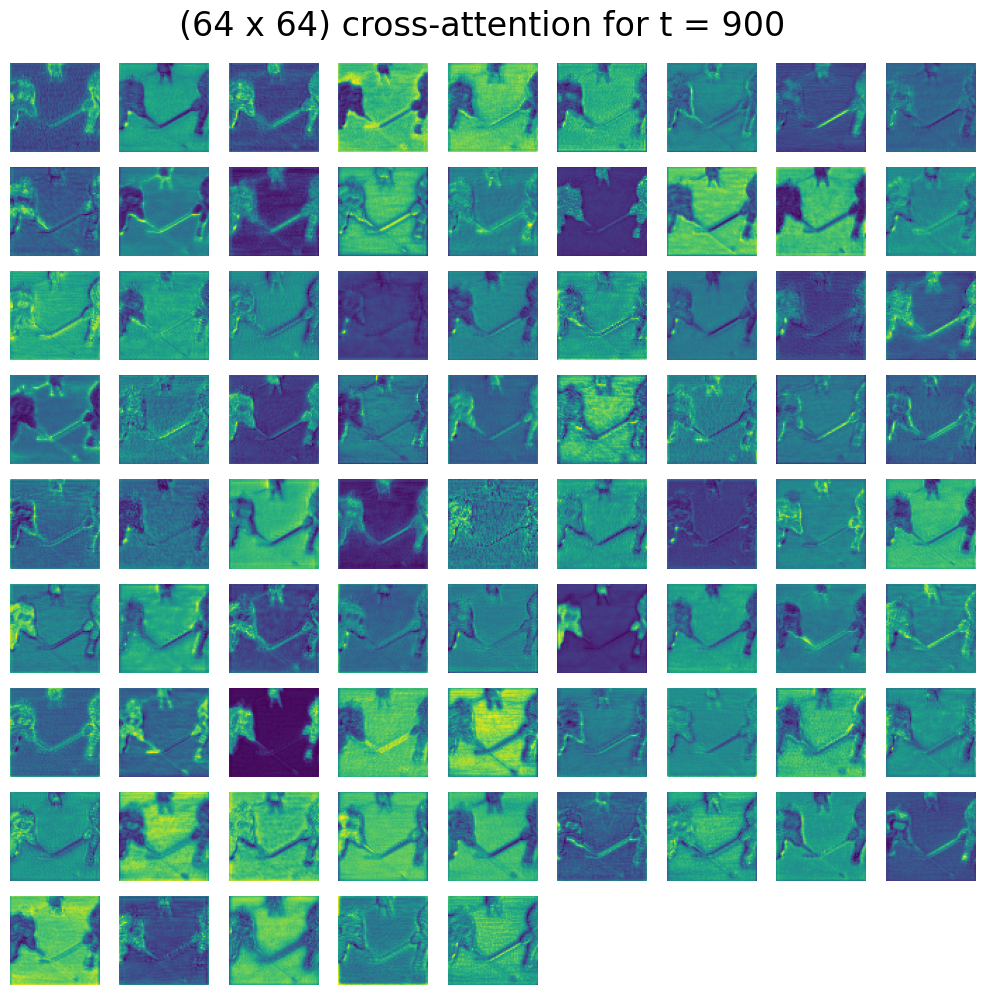 (64 x 64) cross-attention for t = 900